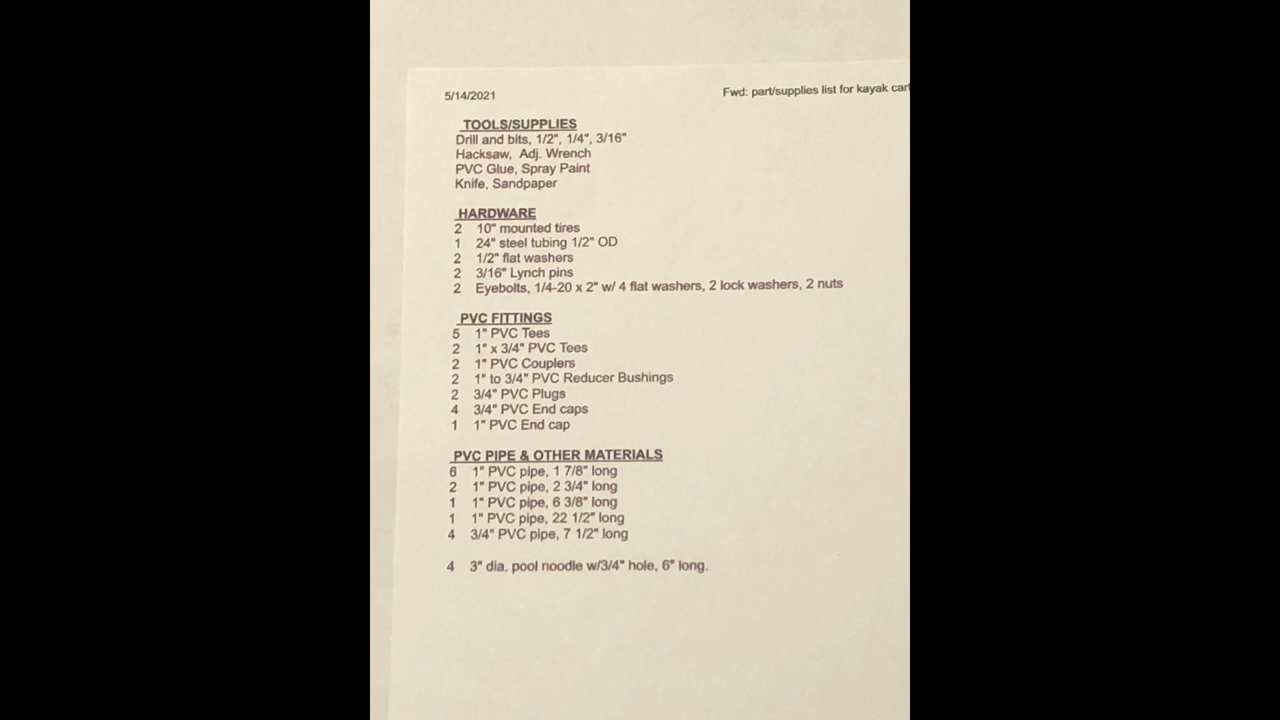 5/14/2021
Fwd: part/supplies list for kayak cart
TOOLS/SUPPLIES
Drill and bits, 1/2", 1/4", 3/16"
Hacksaw, Adj. Wrench
PVC Glue, Spray Paint
Knife, Sandpaper
HARDWARE
2 10" mounted tires
1 24" steel tubing 1/2" OD
2 1/2" flat washers
2 3/16" Lynch pins
2 Eyebolts, 1/4-20 x 2" w/ 4 flat washers, 2 lock washers, 2 nuts
PVC FITTINGS
5 1" PVC Tees
2 1" x 3/4" PVC Tees
2 1" PVC Couplers
2 1" to 3/4" PVC Reducer Bushings
2 3/4" PVC Plugs
4 3/4" PVC End caps
1 1" PVC End cap
PVC PIPE & OTHER MATERIALS
6 1" PVC pipe, 1 7/8" long
2 1" PVC pipe, 2 3/4" long
1 1" PVC pipe, 6 3/8" long
1 1" PVC pipe, 22 1/2" long
4 3/4" PVC pipe, 7 1/2" long
4 3" dia, pool noodle w/3/4" hole, 6" long.